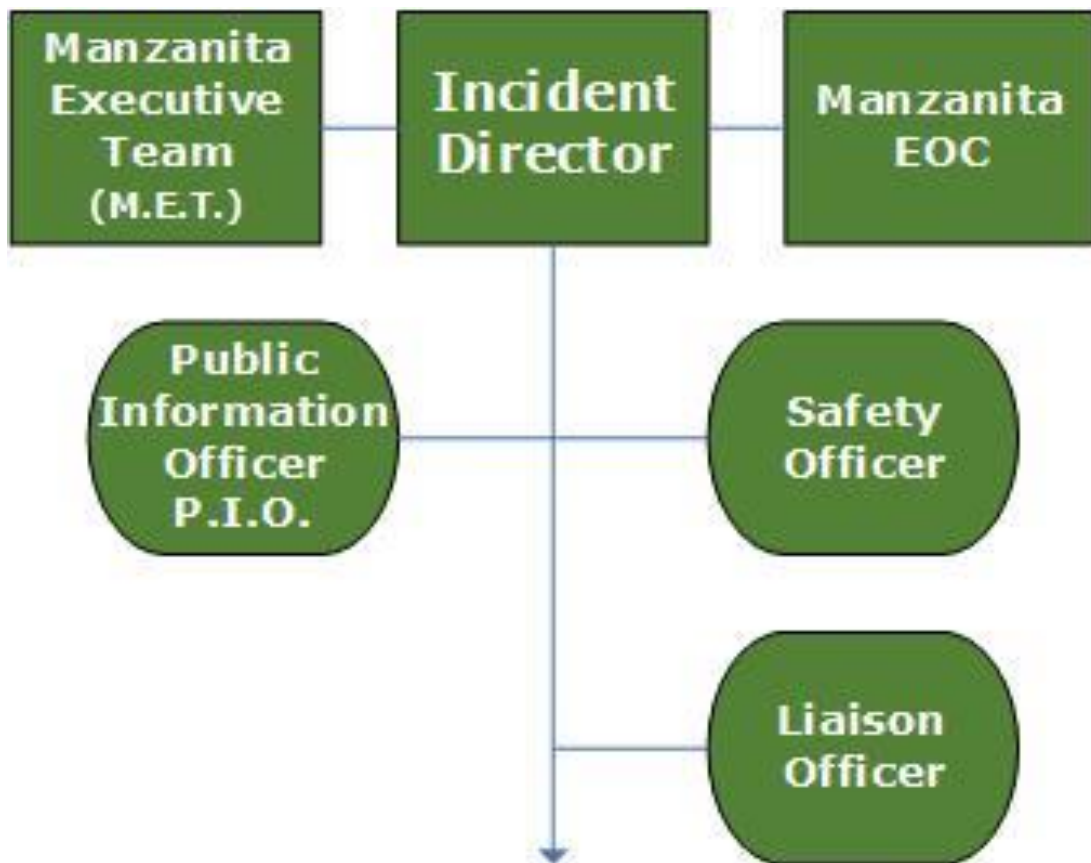 Manzanita
Executive
Team
(M.E.T.)
Incident
Director
Manzanita
EOC
Public
Information
Officer
P.I.O.
Safety
Officer
Liaison
Officer